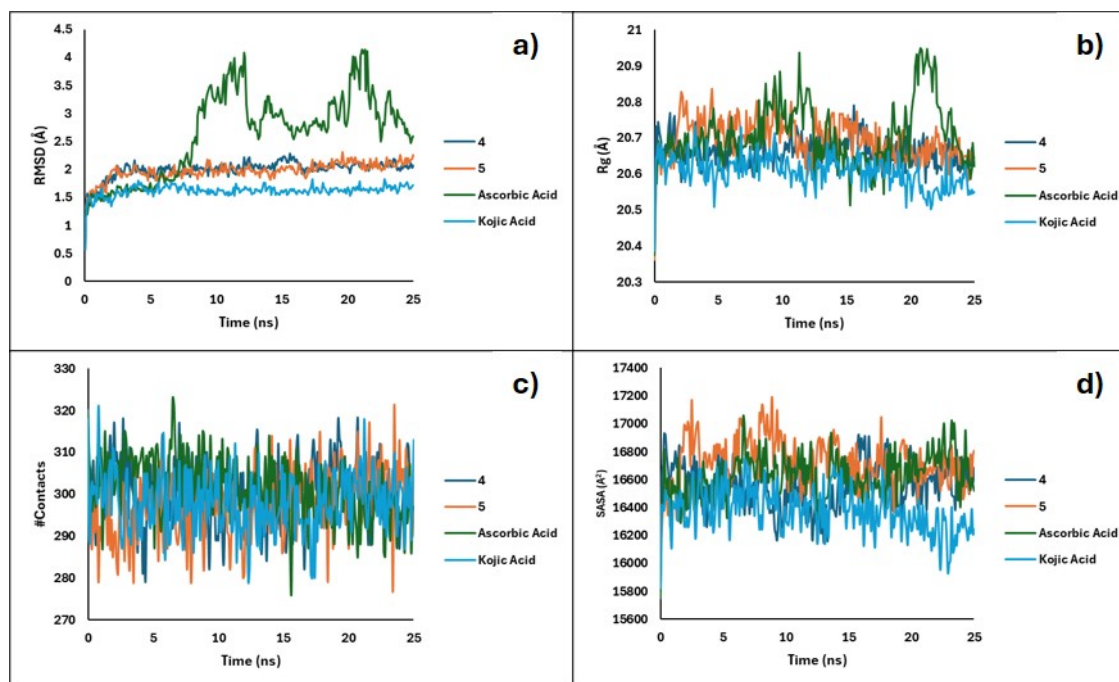 a)
RMSD (Å)
4.5
4
3.5
3
2.5
2
1.5
1
0.5
0
0 5 10 15 20 25
Time (ns)
4
5
Ascorbic Acid
Kojic Acid
b)
Rg (Å)
21
20.9
20.8
20.7
20.6
20.5
20.4
20.3
0 5 10 15 20 25
Time (ns)
4
5
Ascorbic Acid
Kojic Acid
c)
#Contacts
330
320
310
300
290
280
270
0 5 10 15 20 25
Time (ns)
4
5
Ascorbic Acid
Kojic Acid
d)
SASA (A²)
17400
17200
17000
16800
16600
16400
16200
16000
15800
15600
0 5 10 15 20 25
Time (ns)
4
5
Ascorbic Acid
Kojic Acid